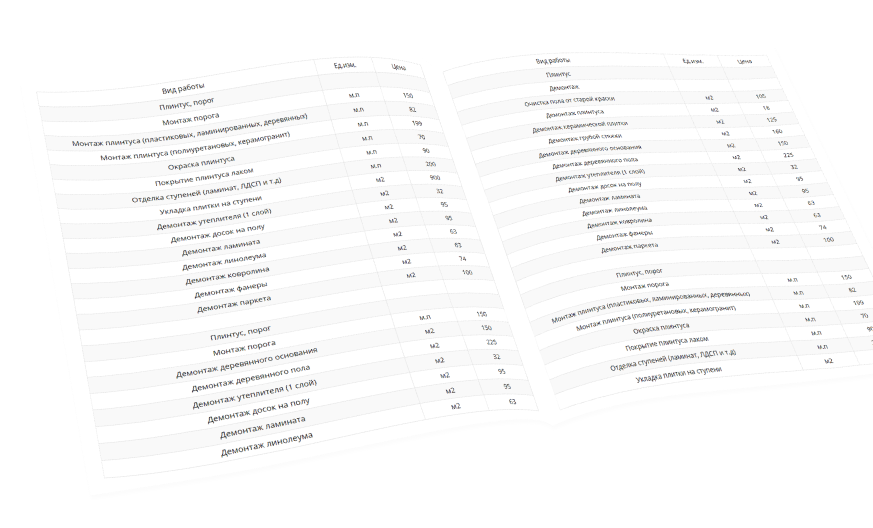 Вид работы Ед.изм. Цена
Плинтус, порог
Монтаж порога м.п 150
Монтаж плинтуса (пластиковых, ламинированных, деревянных) м.п 82
Монтаж плинтуса (полиуретановых, керамогранит) м.п 199
Окраска плинтуса м.п 70
Покрытие плинтуса лаком м.п 90
Отделка ступеней (ламинат, ЛДСП и т.д) м.п 200
Укладка плитки на ступени м2 900
Демонтаж утеплителя (1 слой) м2 32
Демонтаж досок на полу м2 95
Демонтаж ламината м2 95
Демонтаж линолеума м2 63
Демонтаж ковролина м2 63
Демонтаж фанеры м2 74
Демонтаж паркета м2 100
Плинтус, порог
Монтаж порога м.п 150
Демонтаж деревянного основания м2 150
Демонтаж деревянного пола м2 225
Демонтаж утеплителя (1 слой) м2 32
Демонтаж досок на полу м2 95
Демонтаж ламината м2 95
Демонтаж линолеума м2 63
Вид работы Ед.изм. Цена
Плинтус
Демонтаж
Очистка пола от старой краски м2 105
Демонтаж плинтуса м2 16
Демонтаж керамической плитки м2 125
Демонтаж грубой стяжки м2 160
Демонтаж деревянного основания м2 150
Демонтаж деревянного пола м2 225
Демонтаж утеплителя (1 слой) м2 32
Демонтаж досок на полу м2 95
Демонтаж ламината м2 95
Демонтаж линолеума м2 63
Демонтаж ковролина м2 63
Демонтаж фанеры м2 74
Демонтаж паркета м2 100
Плинтус, порог
Монтаж порога м.п 150
Монтаж плинтуса (пластиковых, ламинированных, деревянных) м.п 82
Монтаж плинтуса (полиуретановых, керамогранит) м.п 199
Окраска плинтуса м.п 70
Покрытие плинтуса лаком м.п
Отделка ступеней (ламинат, ЛДСП и т.д) м.п
Укладка плитки на ступени м2